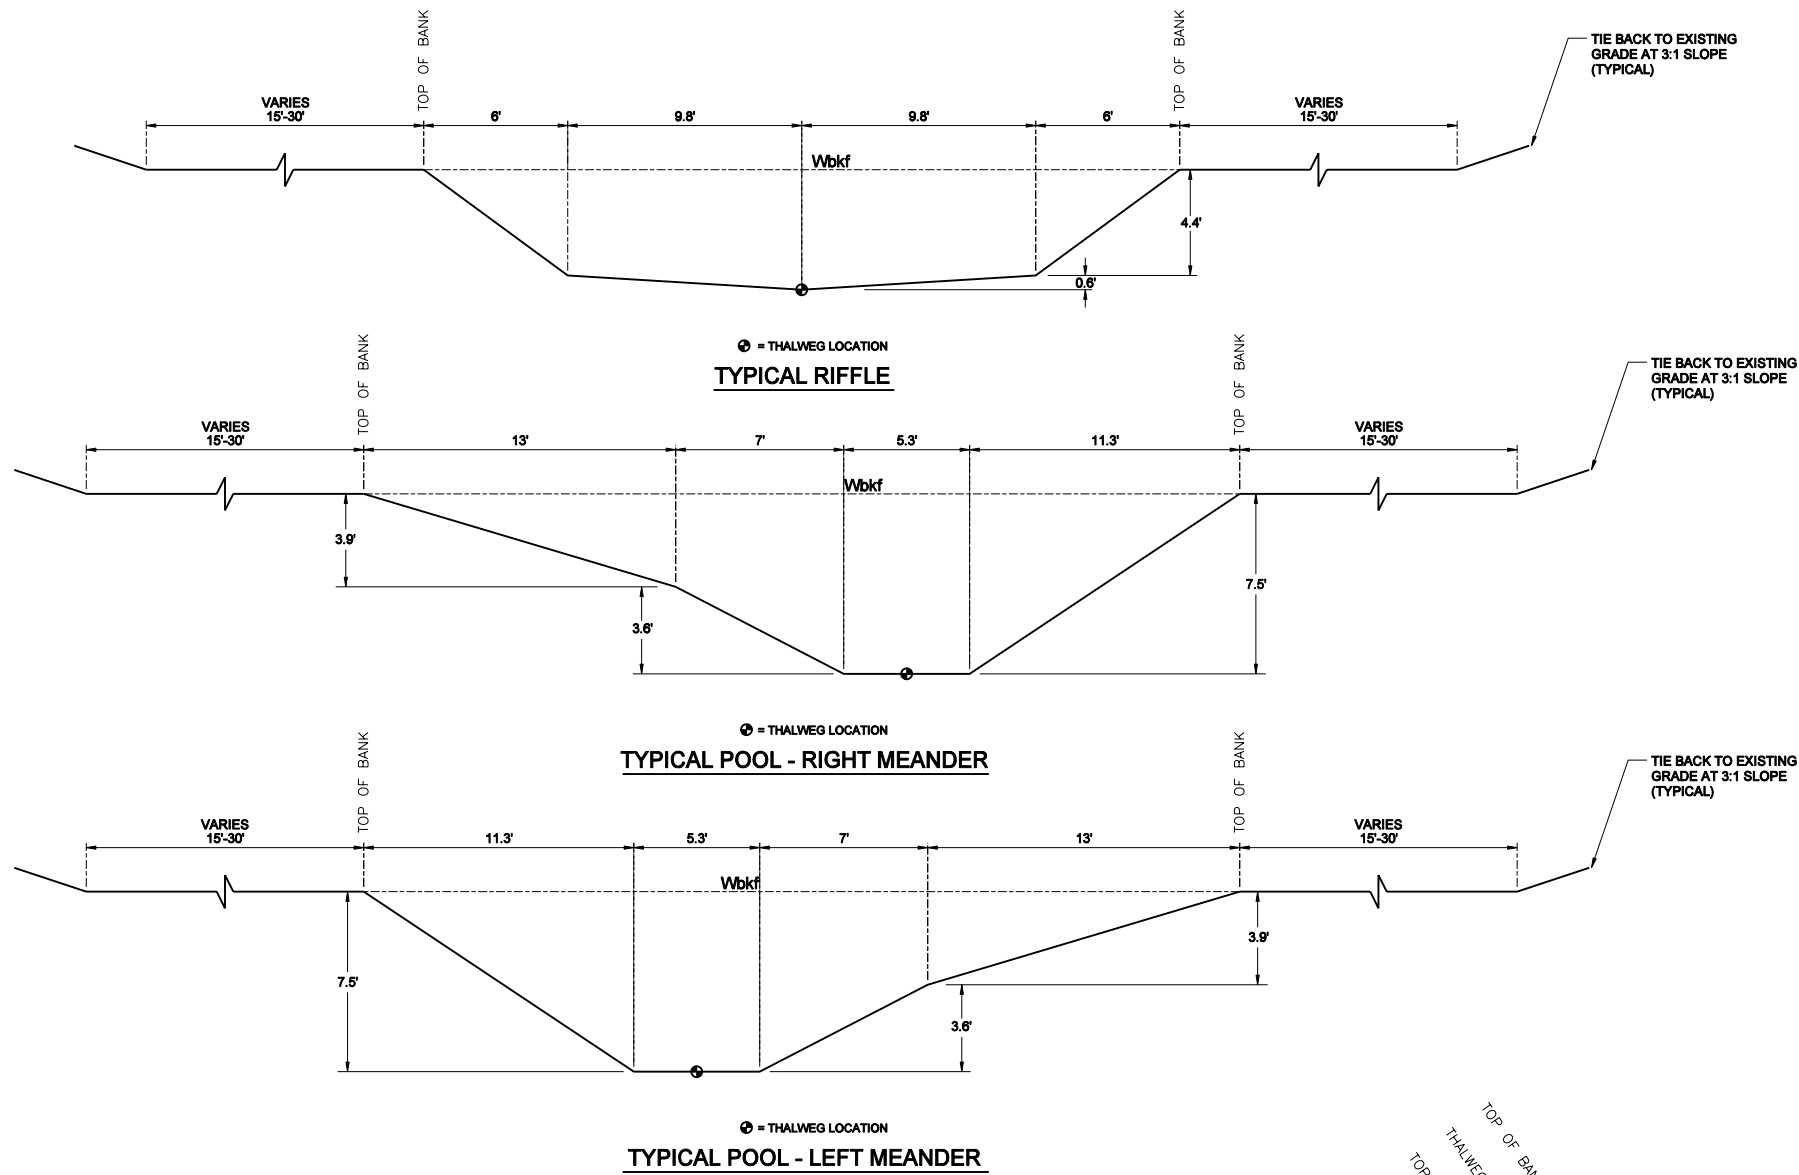 TOP OF BANK
TOP OF BANK
TIE BACK TO EXISTING
GRADE AT 3:1 SLOPE
(TYPICAL)
VARIES
15'-30'
6'
9.8'
9.8'
6'
VARIES
15'-30'
Wbkf
4.4'
0.6'
= THALWEG LOCATION
TYPICAL RIFFLE
TOP OF BANK
TOP OF BANK
TIE BACK TO EXISTING
GRADE AT 3:1 SLOPE
(TYPICAL)
VARIES
15'-30'
13'
7'
5.3'
11.3'
VARIES
15'-30'
Wbkf
3.9'
3.6'
7.5'
= THALWEG LOCATION
TYPICAL POOL - RIGHT MEANDER
TOP OF BANK
TOP OF BANK
TIE BACK TO EXISTING
GRADE AT 3:1 SLOPE
(TYPICAL)
VARIES
15'-30'
11.3'
5.3'
7'
13'
VARIES
15'-30'
Wbkf
7.5'
3.9'
3.6'
= THALWEG LOCATION
TYPICAL POOL - LEFT MEANDER
TOP OF
THALWEG
TOP